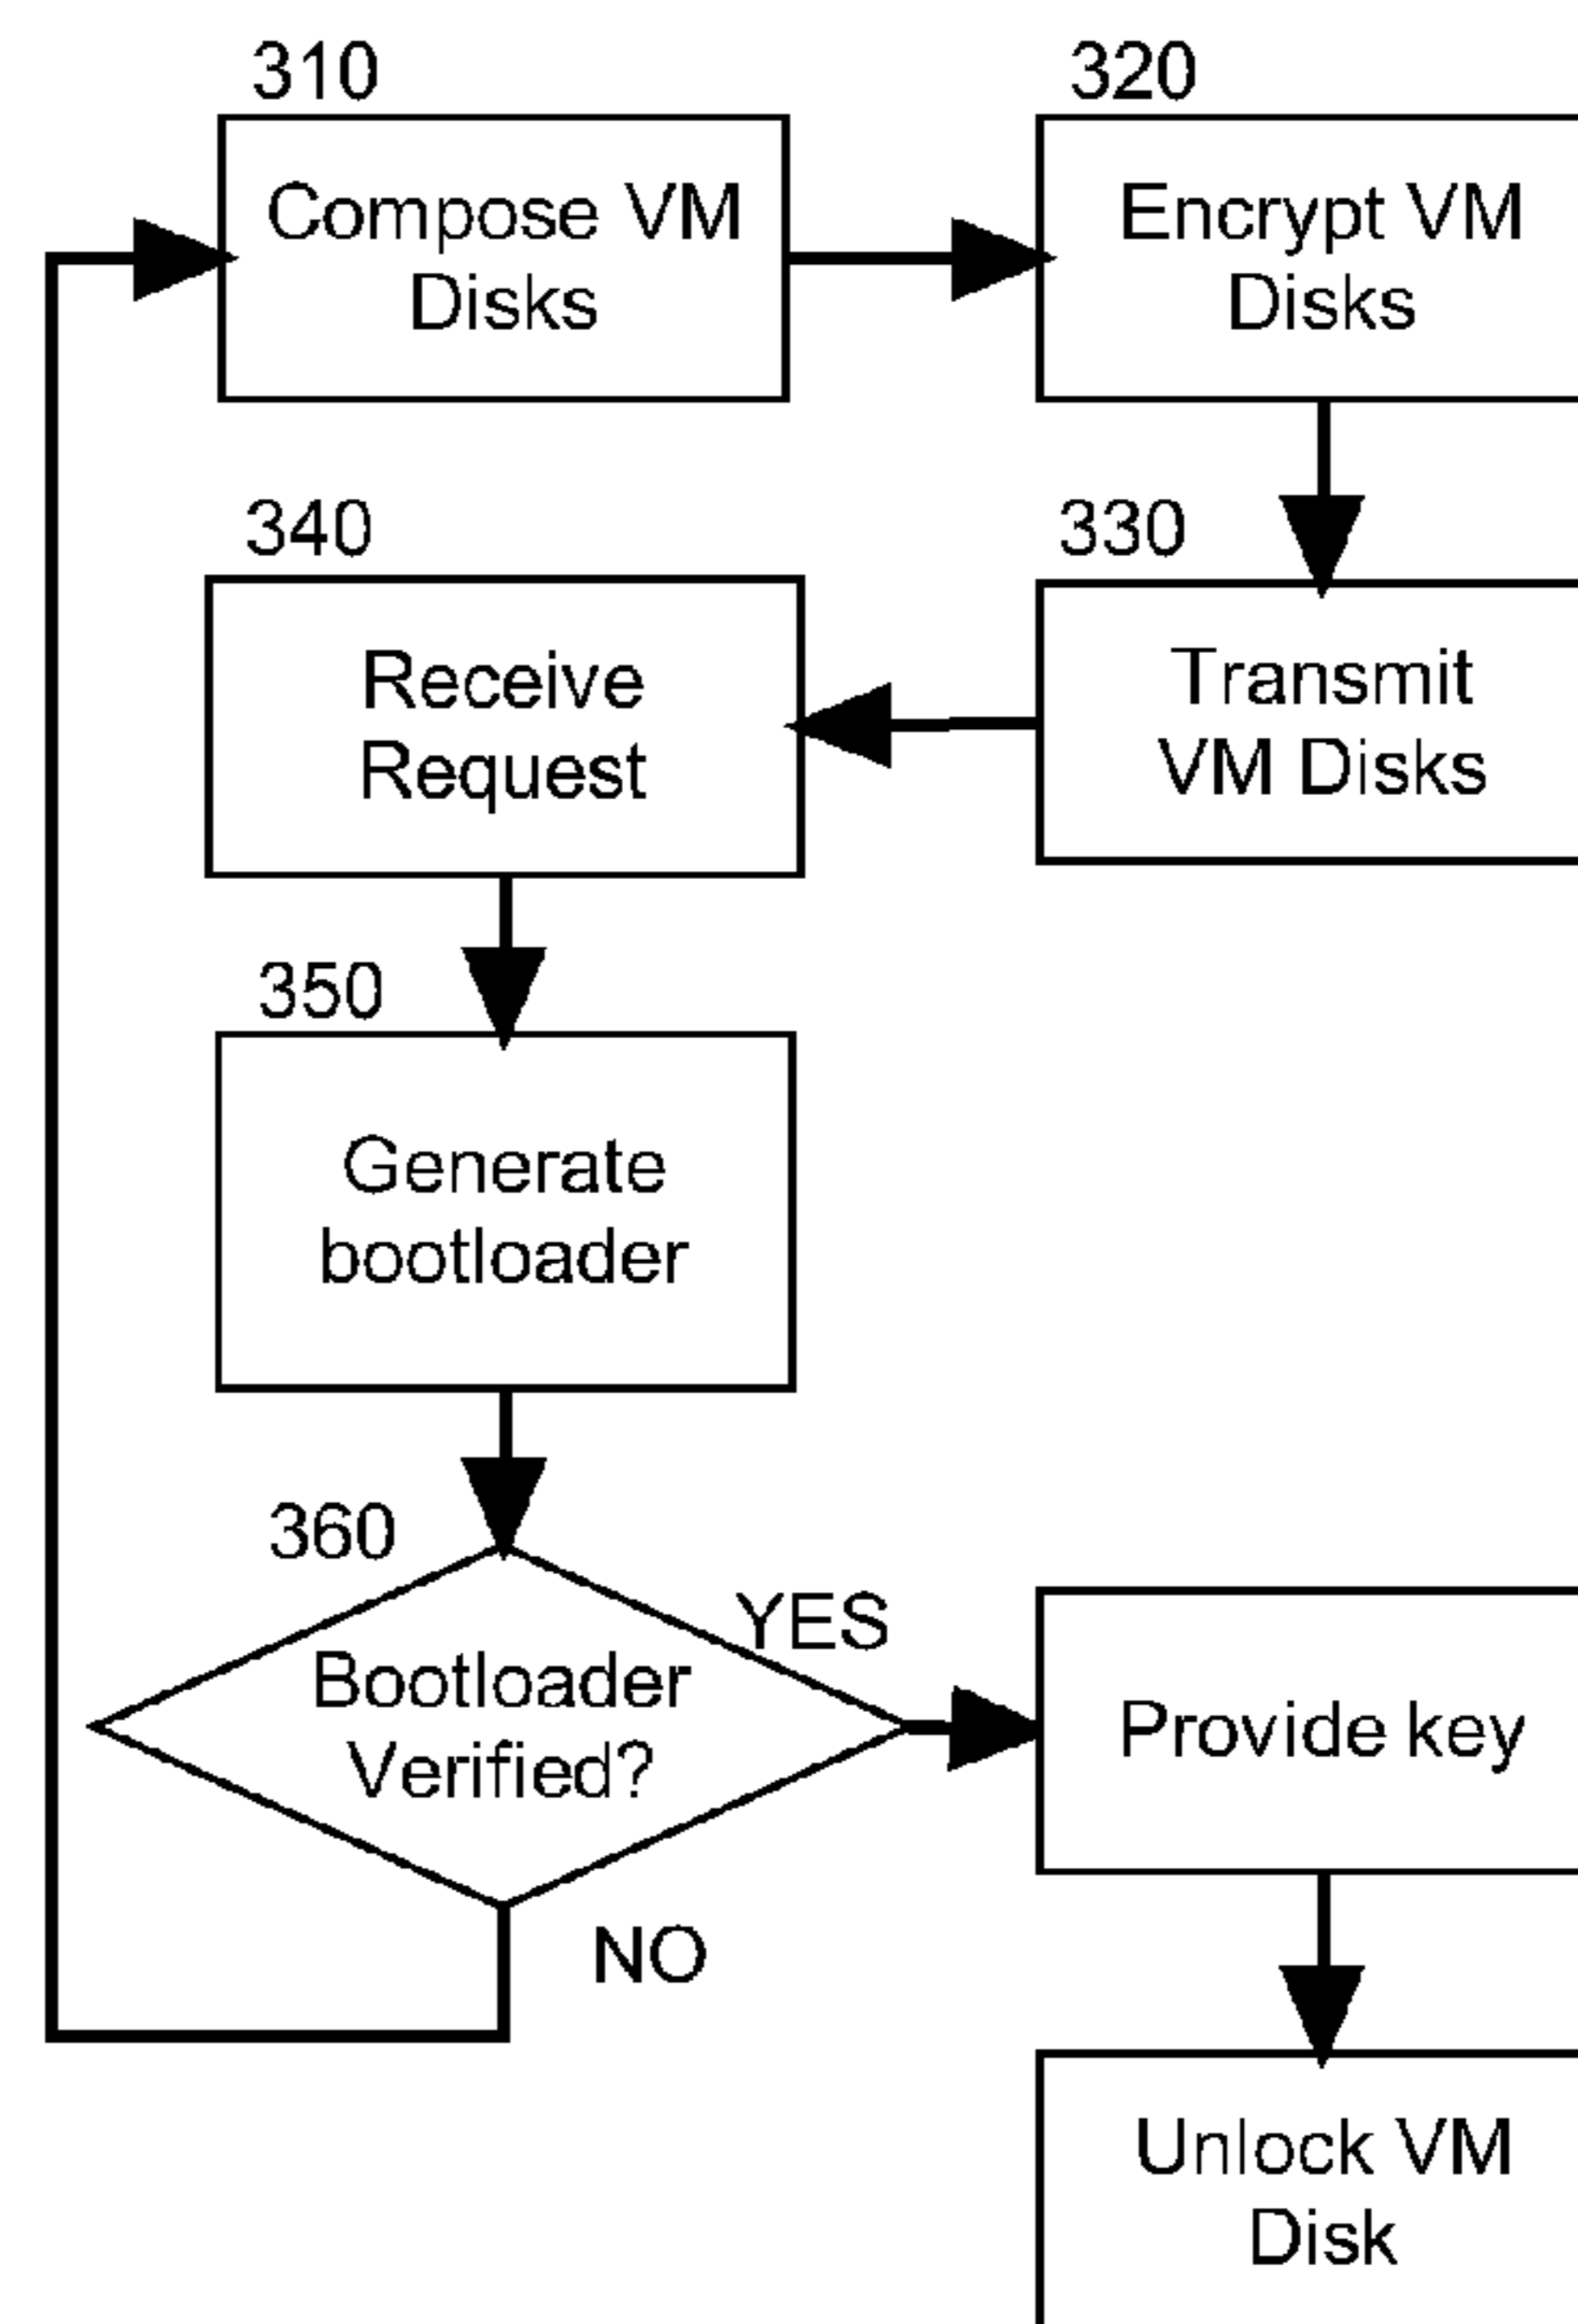 310
Compose VM
Disks
320
Encrypt VM
Disks
340
Receive
Request
330
Transmit
VM Disks
350
Generate
bootloader
360
Bootloader
Verified?
YES
NO
Provide key
Unlock VM
Disk